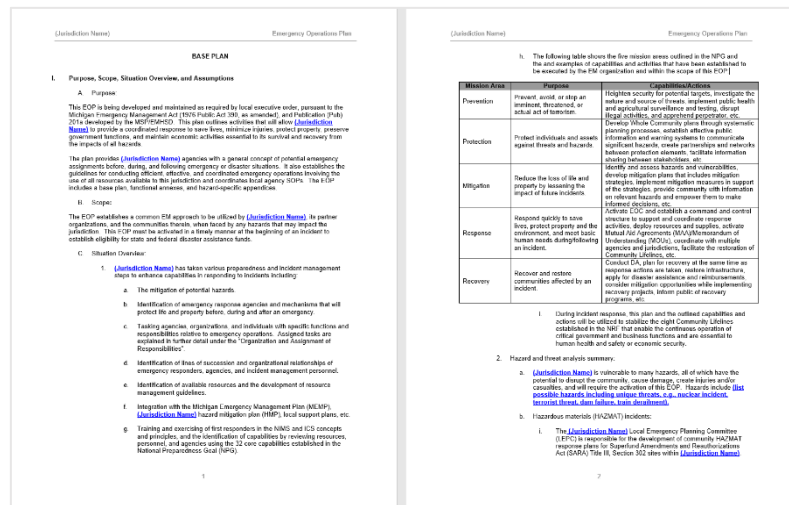 (Jurisdiction Name) Emergency Operations Plan
BASE PLAN
I. Purpose, Scope, Situation Overview, and Assumptions
A. Purpose:
This EOP is being developed and maintained as required by local executive order, pursuant to the
Michigan Emergency Management Act (1976 Public Act 390, as amended), and Publication (Pub)
201a developed by the MSP/EMHSD. This plan outlines activities that will allow (Jurisdiction
Name) to provide a coordinated response to save lives, minimize injuries, protect property, preserve
government functions, and maintain economic activities essential to its survival and recovery from
the impacts of all hazards.
The plan provides (Jurisdiction Name) agencies with a general concept of potential emergency
assignments before, during, and following emergency or disaster situations. It also establishes the
guidelines for conducting efficient, effective, and coordinated emergency operations involving the
use of all resources available to this jurisdiction and coordinates local agency SOPs. The EOP
includes a base plan, functional annexes, and hazard-specific appendices.
B. Scope:
The EOP establishes a common EM approach to be utilized by (Jurisdiction Name), its partner
organizations, and the communities therein, when faced by any hazards that may impact the
jurisdiction. This EOP must be activated in a timely manner at the beginning of an incident to
establish eligibility for state and federal disaster assistance funds.
C. Situation Overview:
1. (Jurisdiction Name) has taken various preparedness and incident management
steps to enhance capabilities in responding to incidents including:
a. The mitigation of potential hazards.
b. Identification of emergency response agencies and mechanisms that will
protect life and property before, during and after an emergency.
c. Tasking agencies, organizations, and individuals with specific functions and
responsibilities relative to emergency operations. Assigned tasks are
explained in further detail under the "Organization and Assignment of
Responsibilities".
d. Identification of lines of succession and organizational relationships of
emergency responders, agencies, and incident management personnel.
e. Identification of available resources and the development of resource
management guidelines.
f. Integration with the Michigan Emergency Management Plan (MEMP),
(Jurisdiction Name) hazard mitigation plan (HMP), local support plans, etc.
g. Training and exercising of first responders in the NIMS and ICS concepts
and principles, and the identification of capabilities by reviewing resources,
personnel, and agencies using the 32 core capabilities established in the
National Preparedness Goal (NPG).
1
(Jurisdiction Name) Emergency Operations Plan
h. The following table shows the five mission areas outlined in the NPG and
the and examples of capabilities and activities that have been established to
be executed by the EM organization and within the scope of this EOP.
Mission Area Purpose Capabilities/Actions
Prevention
Prevent, avoid, or stop an
imminent, threatened, or
actual act of terrorism.
Heighten security for potential targets, investigate the
nature and source of threats, implement public health
and agricultural surveillance and testing, disrupt
illegal activities, and apprehend perpetrator, etc.
Protection
Protect individuals and assets
against threats and hazards.
Develop Whole Community plans through systematic
planning processes, establish effective public
information and warning systems to communicate
significant hazards, create partnerships and networks
between protection elements, facilitate information
sharing between stakeholders, etc.
Mitigation
Reduce the loss of life and
property by lessening the
impact of future incidents.
Identify and assess hazards and vulnerabilities,
develop mitigation plans that includes mitigation
strategies, implement mitigation measures in support
of the strategies, provide community with information
on relevant hazards and empower them to make
informed decisions, etc.
Response
Respond quickly to save
lives, protect property and the
environment, and meet basic
human needs during/following
an incident.
Activate EOC and establish a command and control
structure to support and coordinate response
activities, deploy resources and supplies, activate
Mutual Aid Agreements (MAA)/Memorandum of
Understanding (MOUs), coordinate with multiple
agencies and jurisdictions, facilitate the restoration of
Community Lifelines, etc.
Recovery
Recover and restore
communities affected by an
incident.
Conduct DA, plan for recovery at the same time as
response actions are taken, restore infrastructure,
apply for disaster assistance and reimbursements,
consider mitigation opportunities while implementing
recovery projects, inform public of recovery
programs, etc.
i. During incident response, this plan and the outlined capabilities and
actions will be utilized to stabilize the eight Community Lifelines
established in the NRF that enable the continuous operation of
critical government and business functions and are essential to
human health and safety or economic security.
2. Hazard and threat analysis summary:
a. (Jurisdiction Name) is vulnerable to many hazards, all of which have the
potential to disrupt the community, cause damage, create injuries and/or
casualties, and will require the activation of this EOP. Hazards include (list
possible hazards including unique threats, e.g., nuclear incident,
terrorist threat, dam failure, train derailment).
b. Hazardous materials (HAZMAT) incidents:
i. The (Jurisdiction Name) Local Emergency Planning Committee
(LEPC) is responsible for the development of community HAZMAT
response plans for Superfund Amendments and Reauthorizations
Act (SARA) Title III, Section 302 sites within (Jurisdiction Name).
2